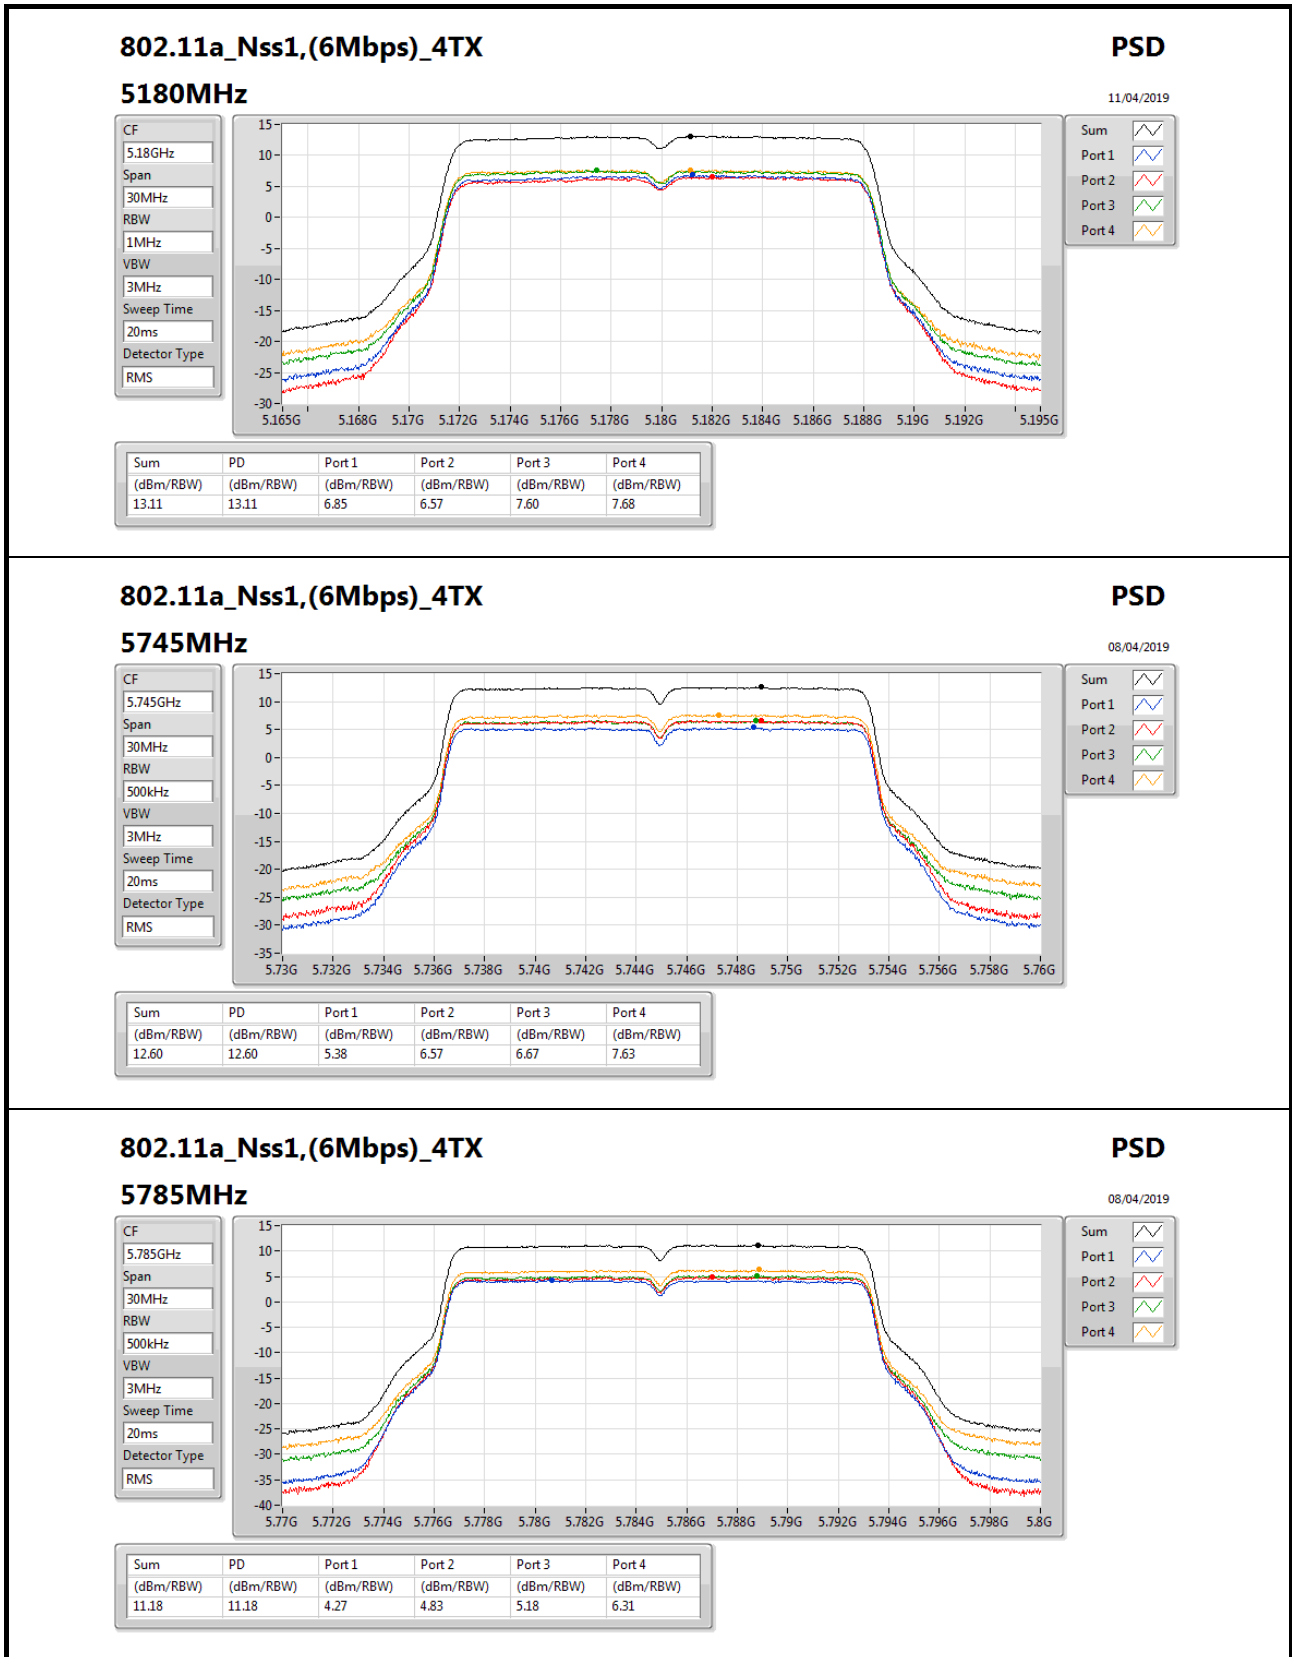 802.11a_Nss1,(6Mbps)_4TX PSD
5180MHz 11/04/2019
CF
5.18GHz
Span
30MHz
RBW
1MHz
VBW
3MHz
Sweep Time
20ms
Detector Type
RMS
15
10
5
0
-5
-10
-15
-20
-25
-30
5.165G 5.168G 5.17G 5.172G 5.174G 5.176G 5.178G 5.18G 5.182G 5.184G 5.186G 5.188G 5.19G 5.192G 5.195G
Sum
Port 1
Port 2
Port 3
Port 4
Sum PD Port 1 Port 2 Port 3 Port 4
(dBm/RBW) (dBm/RBW) (dBm/RBW) (dBm/RBW) (dBm/RBW) (dBm/RBW)
13.11 13.11 6.85 6.57 7.60 7.68
802.11a_Nss1,(6Mbps)_4TX PSD
5745MHz 08/04/2019
CF
5.745GHz
Span
30MHz
RBW
500kHz
VBW
3MHz
Sweep Time
20ms
Detector Type
RMS
15
10
5
0
-5
-10
-15
-20
-25
-30
-35
5.73G 5.732G 5.734G 5.736G 5.738G 5.74G 5.742G 5.744G 5.746G 5.748G 5.75G 5.752G 5.754G 5.756G 5.758G 5.76G
Sum
Port 1
Port 2
Port 3
Port 4
Sum PD Port 1 Port 2 Port 3 Port 4
(dBm/RBW) (dBm/RBW) (dBm/RBW) (dBm/RBW) (dBm/RBW) (dBm/RBW)
12.60 12.60 5.38 6.57 6.67 7.63
802.11a_Nss1,(6Mbps)_4TX PSD
5785MHz 08/04/2019
CF
5.785GHz
Span
30MHz
RBW
500kHz
VBW
3MHz
Sweep Time
20ms
Detector Type
RMS
15
10
5
0
-5
-10
-15
-20
-25
-30
-35
-40
5.77G 5.772G 5.774G 5.776G 5.778G 5.78G 5.782G 5.784G 5.786G 5.788G 5.79G 5.792G 5.794G 5.796G 5.798G 5.8G
Sum
Port 1
Port 2
Port 3
Port 4
Sum PD Port 1 Port 2 Port 3 Port 4
(dBm/RBW) (dBm/RBW) (dBm/RBW) (dBm/RBW) (dBm/RBW) (dBm/RBW)
11.18 11.18 4.27 4.83 5.18 6.31